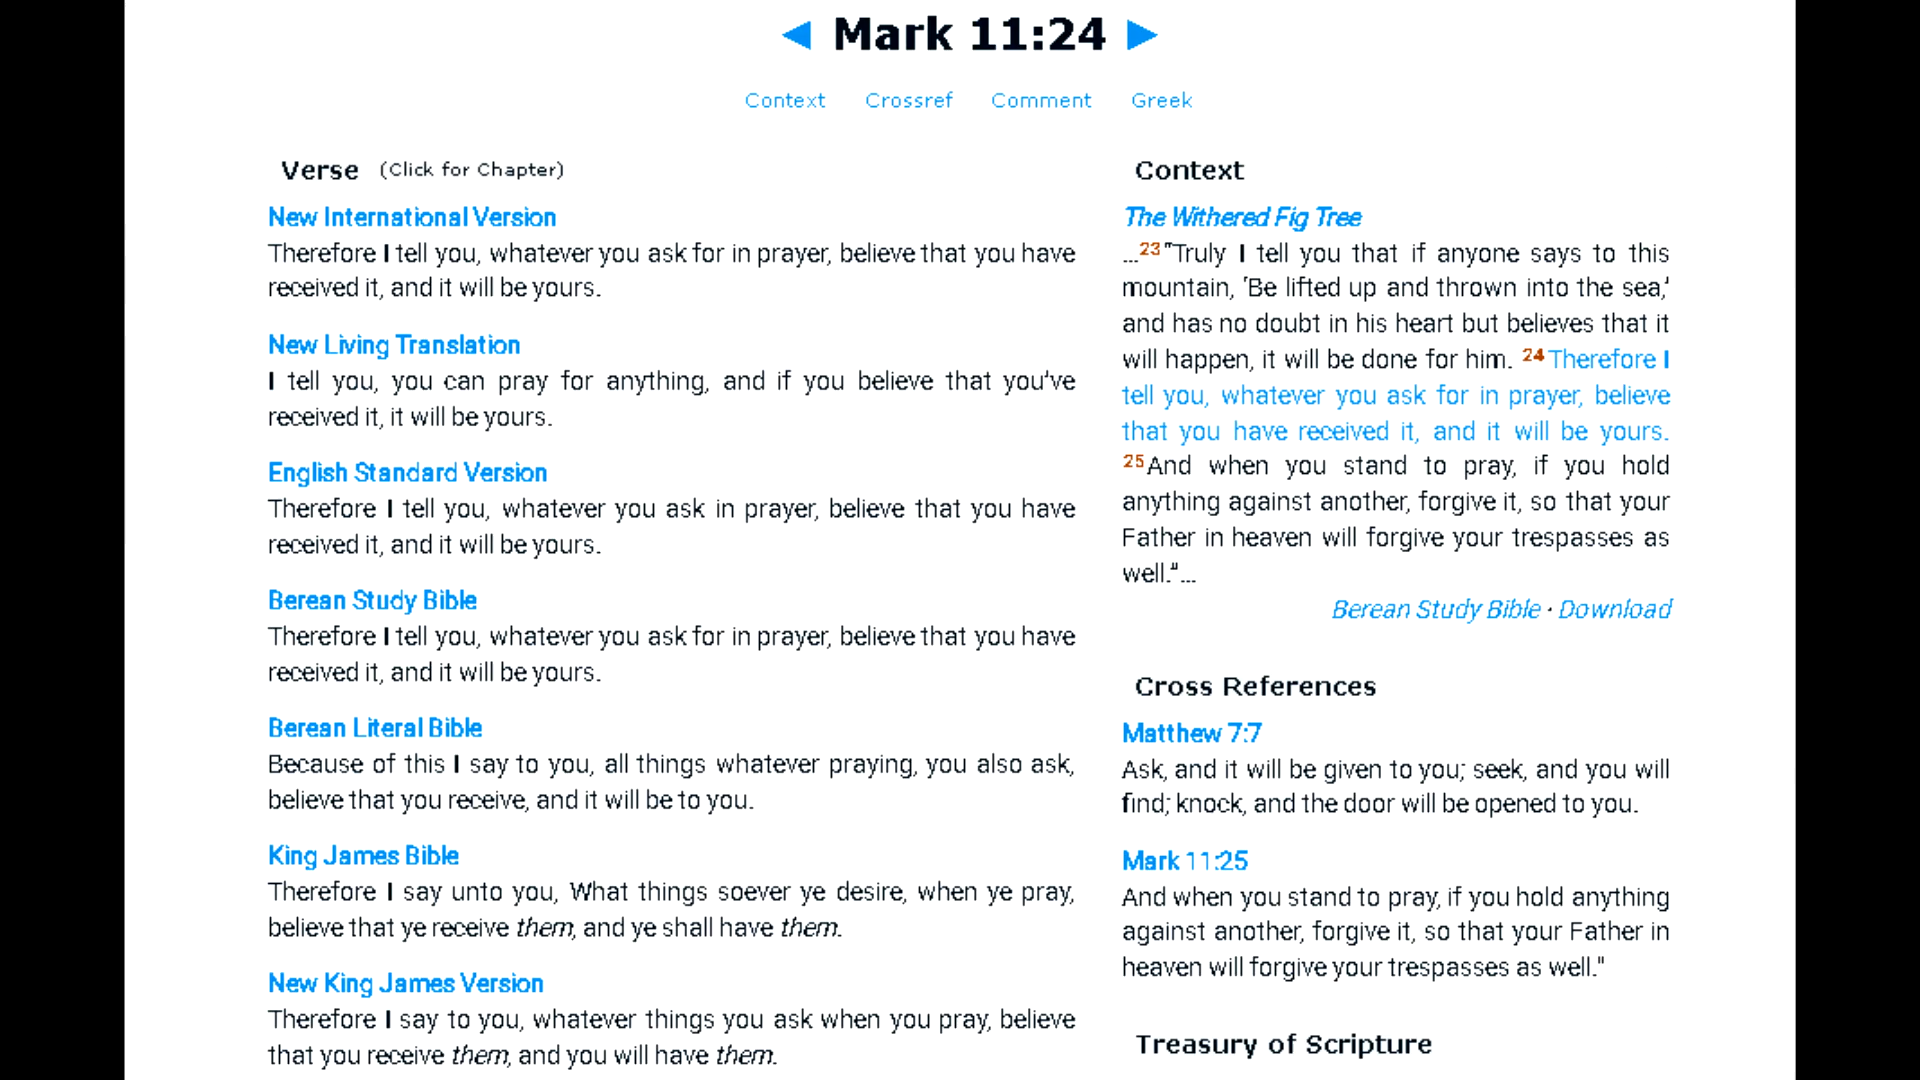 ◀ Mark 11:24 ▶
Context Crossref Comment Greek
Verse (Click for Chapter)
New International Version
Therefore I tell you, whatever you ask for in prayer, believe that you have
received it, and it will be yours.
New Living Translation
I tell you, you can pray for anything, and if you believe that you’ve
received it, it will be yours.
English Standard Version
Therefore I tell you, whatever you ask in prayer, believe that you have
received it, and it will be yours.
Berean Study Bible
Therefore I tell you, whatever you ask for in prayer, believe that you have
received it, and it will be yours.
Berean Literal Bible
Because of this I say to you, all things whatever praying, you also ask,
believe that you receive, and it will be to you.
King James Bible
Therefore I say unto you, What things soever ye desire, when ye pray,
believe that ye receive them, and ye shall have them.
New King James Version
Therefore I say to you, whatever things you ask when you pray, believe
that you receive them, and you will have them.
Context
The Withered Fig Tree
…23“Truly I tell you that if anyone says to this
mountain, ‘Be lifted up and thrown into the sea,’
and has no doubt in his heart but believes that it
will happen, it will be done for him. 24Therefore I
tell you, whatever you ask for in prayer, believe
that you have received it, and it will be yours.
25And when you stand to pray, if you hold
anything against another, forgive it, so that your
Father in heaven will forgive your trespasses as
well.”…
Berean Study Bible · Download
Cross References
Matthew 7:7
Ask, and it will be given to you; seek, and you will
find; knock, and the door will be opened to you.
Mark 11:25
And when you stand to pray, if you hold anything
against another, forgive it, so that your Father in
heaven will forgive your trespasses as well."
Treasury of Scripture